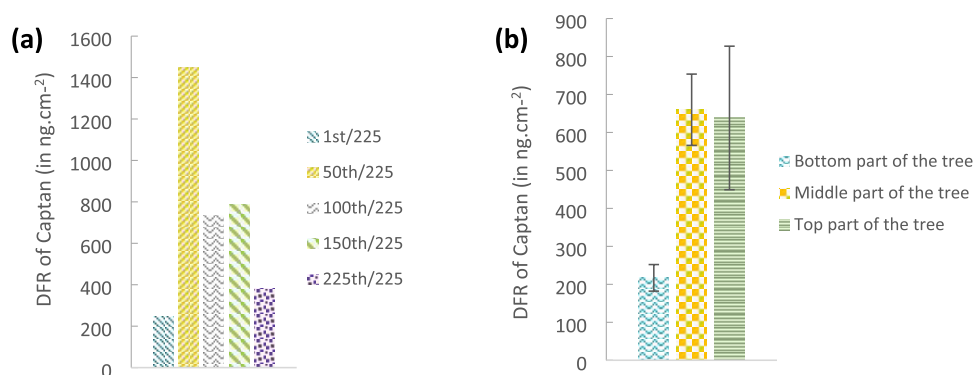 (a)
DFR of Captan (in ng.cm-2)
1600
1400
1200
1000
800
600
400
200
0
1st/225
50th/225
100th/225
150th/225
225th/225
(b)
DFR of Captan (in ng.cm-2)
900
800
700
600
500
400
300
200
100
0
Bottom part of the tree
Middle part of the tree
Top part of the tree